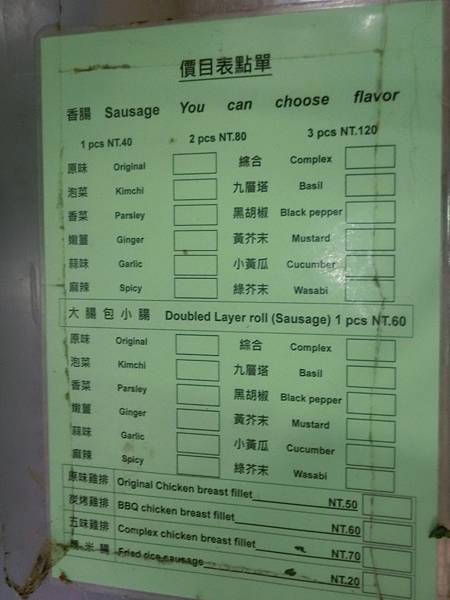 價目表點單
香腸 Sausage You can choose flavor
1 pcs NT.40 2 pcs NT.80 3 pcs NT.120
原味 Original 綜合 Complex
泡菜 Kimchi 九層塔 Basil
香菜 Parsley 黑胡椒 Black pepper
嫩薑 Ginger 黃芥末 Mustard
蒜味 Garlic 小黃瓜 Cucumber
麻辣 Spicy 綠芥末 Wasabi
大腸包小腸 Doubled Layer roll (Sausage) 1 pcs NT.60
原味 Original 綜合 Complex
泡菜 Kimchi 九層塔 Basil
香菜 Parsley 黑胡椒 Black pepper
嫩薑 Ginger 黃芥末 Mustard
蒜味 Garlic 小黃瓜 Cucumber
麻辣 Spicy 綠芥末 Wasabi
原味雞排 Original Chicken breast fillet NT.50
炭烤雞排 BBQ chicken breast fillet NT.60
五味雞排 Complex chicken breast fillet NT.70
米腸 Fried rice sausage NT.20